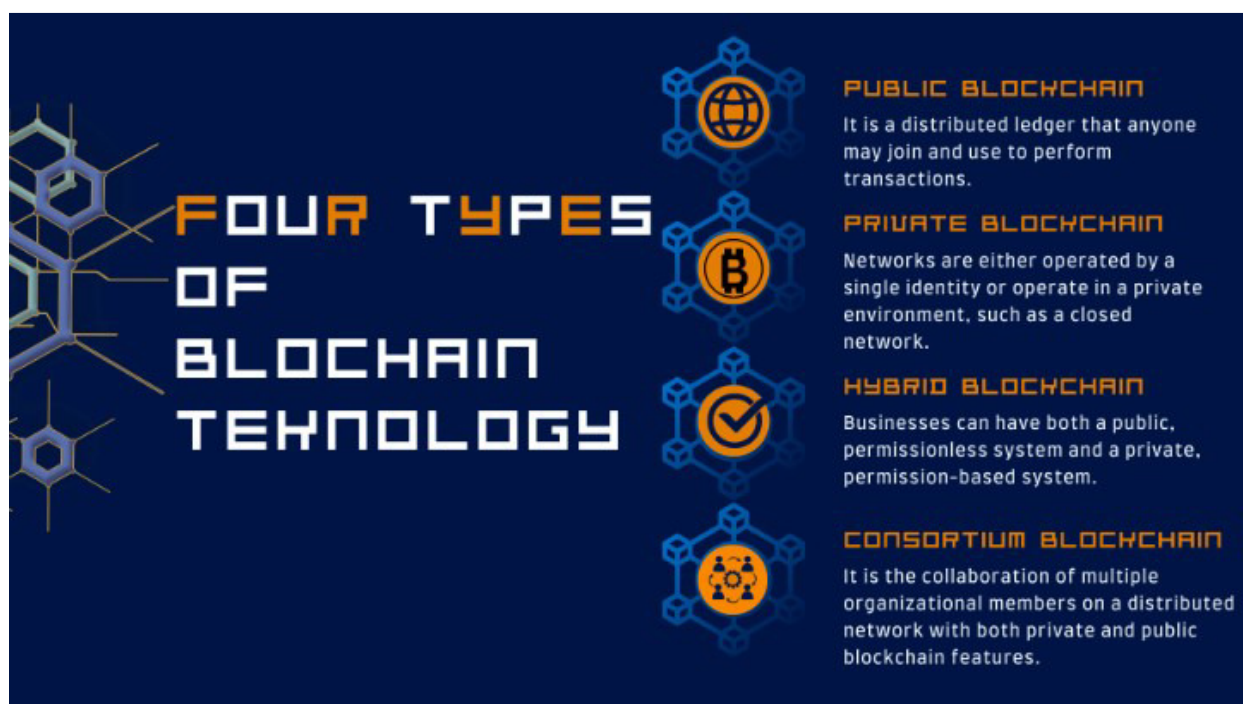 FOUR TYPES
OF
BLOCHAIN
TEKNOLOGY
PUBLIC BLOCKCHAIN
It is a distributed ledger that anyone
may join and use to perform
transactions.
PRIVATE BLOCKCHAIN
Networks are either operated by a
single identity or operate in a private
environment, such as a closed
network.
HYBRID BLOCKCHAIN
Businesses can have both a public,
permissionless system and a private,
permission-based system.
CONSORTIUM BLOCKCHAIN
It is the collaboration of multiple
organizational members on a distributed
network with both private and public
blockchain features.